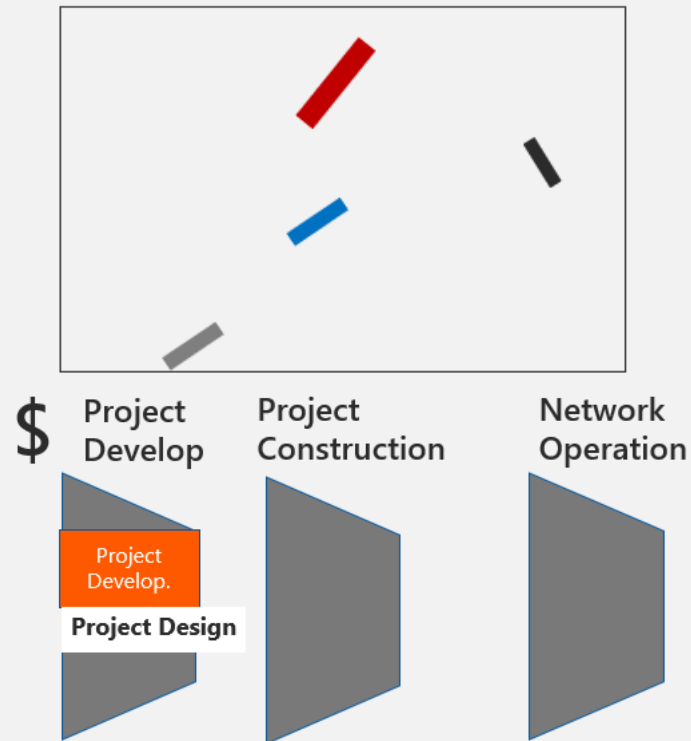 $
Project
Develop
Project
Construction
Network
Operation
Project
Develop.
Project Design